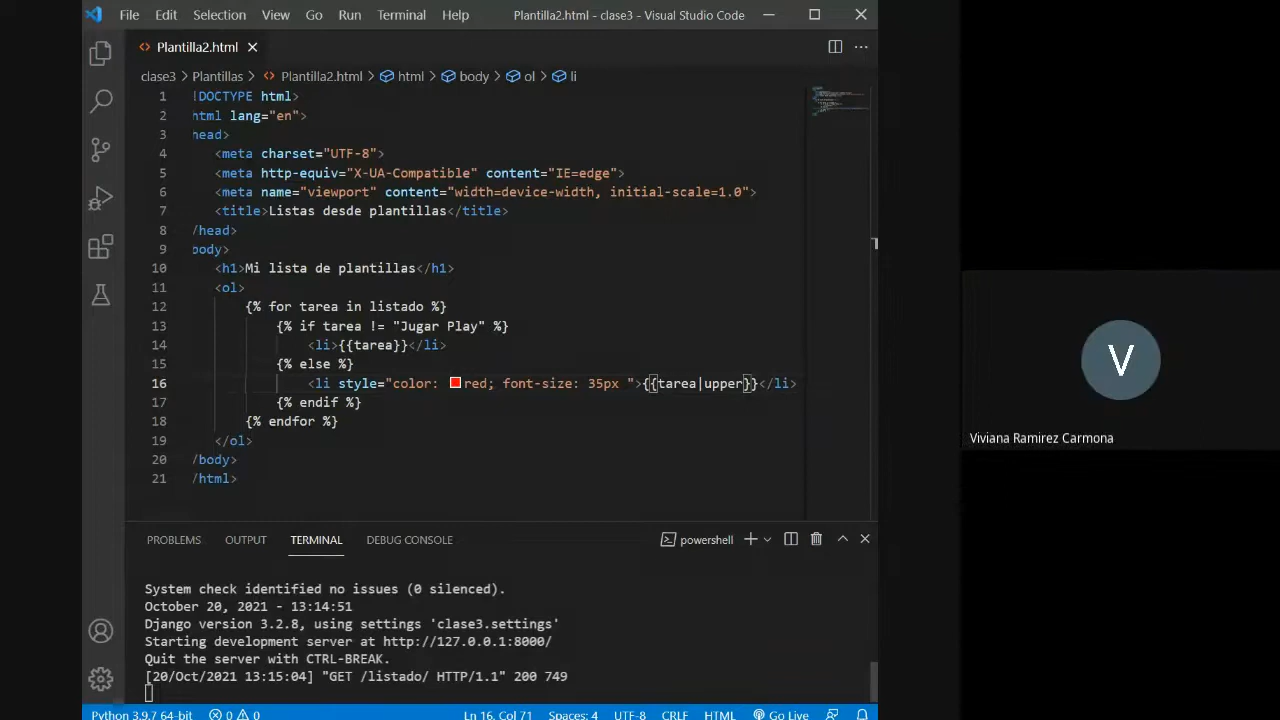 File Edit Selection View Go Run Terminal Help Plantilla2.html - clase3 - Visual Studio Code
Plantilla2.html
clase3 > Plantillas > Plantilla2.html > html > body > ol > li
1 !DOCTYPE html>
2 html lang="en">
3 head>
4 <meta charset="UTF-8">
5 <meta http-equiv="X-UA-Compatible" content="IE=edge">
6 <meta name="viewport" content="width=device-width, initial-scale=1.0">
7 <title>Listas desde plantillas</title>
8 /head>
9 body>
10 <h1>Mi lista de plantillas</h1>
11 <ol>
12 {% for tarea in listado %}
13 {% if tarea != "Jugar Play" %}
14 <li>{{tarea}}</li>
15 {% else %}
16 <li style="color: red; font-size: 35px ">{{tarea|upper}}</li>
17 {% endif %}
18 {% endfor %}
19 </ol>
20 /body>
21 /html>
V
Viviana Ramirez Carmona
PROBLEMS OUTPUT TERMINAL DEBUG CONSOLE powershell
System check identified no issues (0 silenced).
October 20, 2021 - 13:14:51
Django version 3.2.8, using settings 'clase3.settings'
Starting development server at http://127.0.0.1:8000/
Quit the server with CTRL-BREAK.
[20/Oct/2021 13:15:04] "GET /listado/ HTTP/1.1" 200 749
Python 3.9.7 64-bit 0 0 Ln 16, Col 71 Spaces: 4 UTF-8 CRLF HTML Go Live